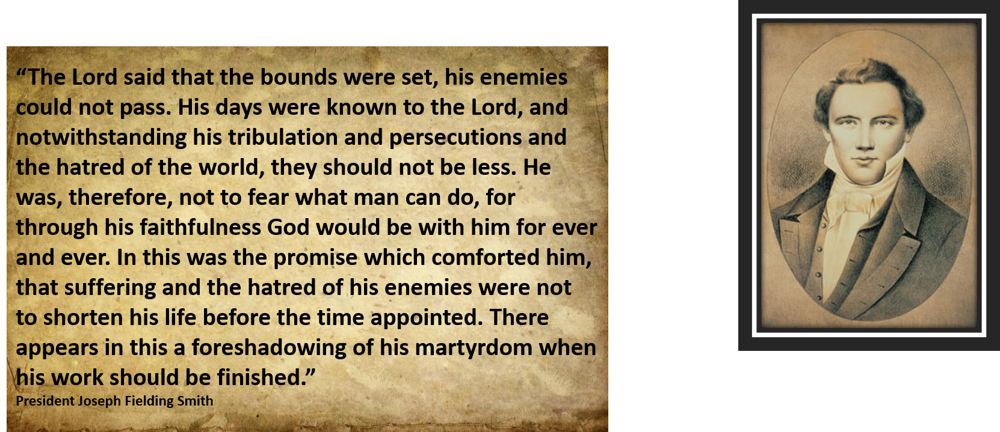 “The Lord said that the bounds were set, his enemies
could not pass. His days were known to the Lord, and
notwithstanding his tribulation and persecutions and
the hatred of the world, they should not be less. He
was, therefore, not to fear what man can do, for
through his faithfulness God would be with him for ever
and ever. In this was the promise which comforted him,
that suffering and the hatred of his enemies were not
to shorten his life before the time appointed. There
appears in this a foreshadowing of his martyrdom when
his work should be finished.”
President Joseph Fielding Smith